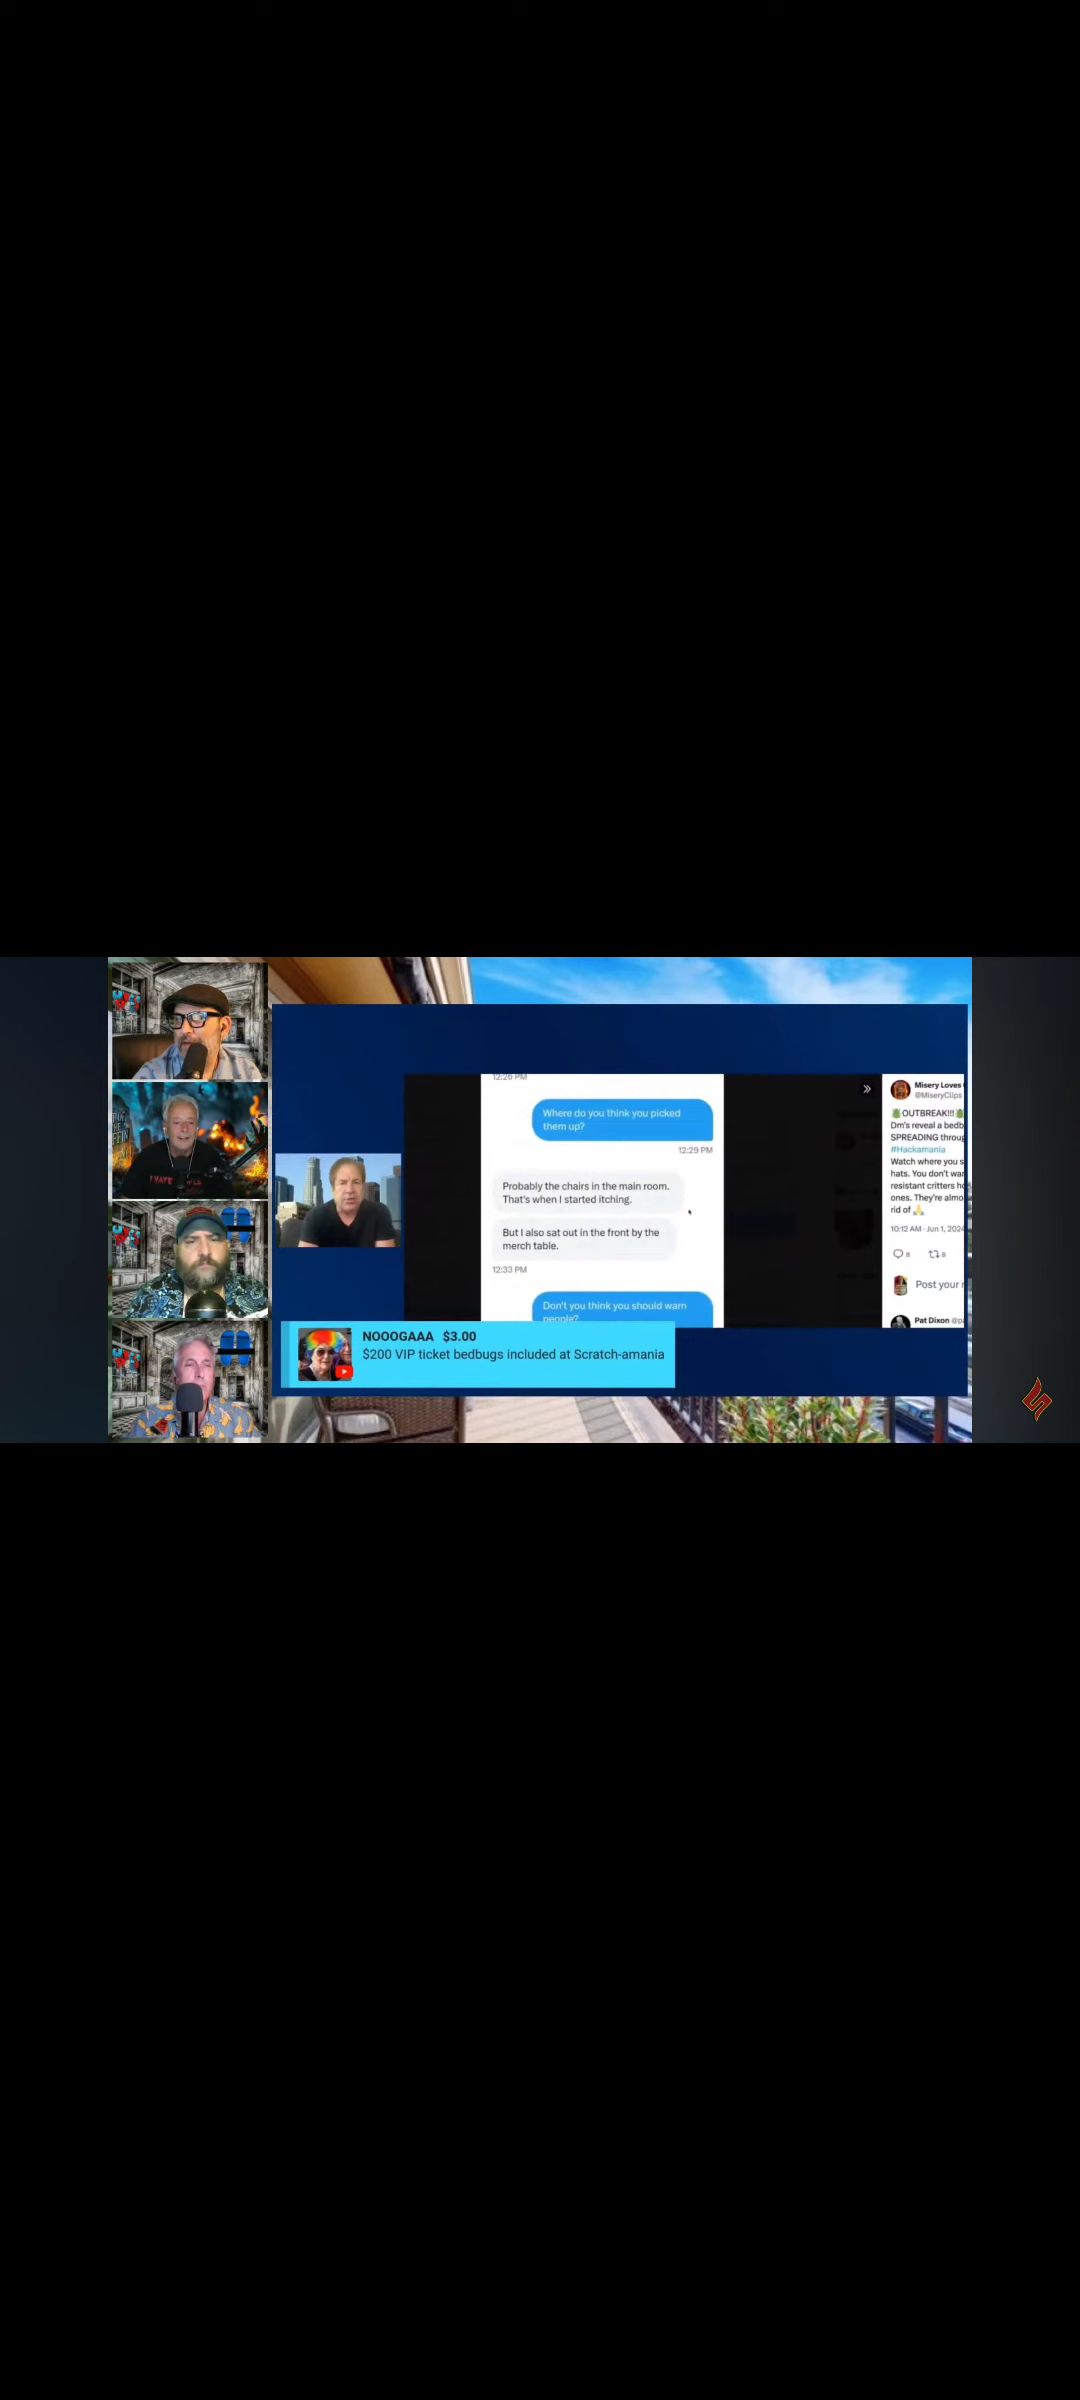 12:26 PM
Where do you think you picked
them up?
12:29 PM
Probably the chairs in the main room.
That's when I started itching.
But I also sat out in the front by the
merch table.
12:33 PM
Don't you think you should warn
people?
Misery Loves
@MiseryClips
OUTBREAK!!!
Dm's reveal a bedb
SPREADING throug
#Hackamania
Watch where you s
hats. You don't wa
resistant critters h
ones. They're almo
rid of 🙏
10:12 AM · Jun 1, 2024
8
8
Post your r
Pat Dixon @p
NOOOGAAA $3.00
$200 VIP ticket bedbugs included at Scratch-amania